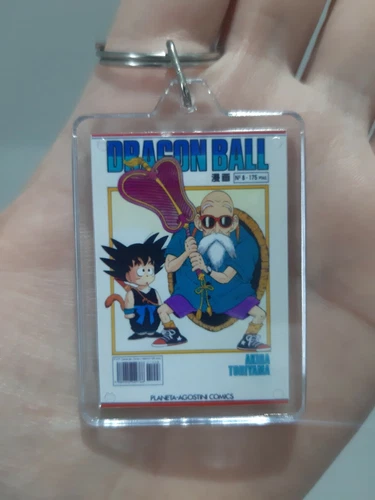 DRAGON BALL
漫画 Nº 8 - 175 PTAS
AKIRA
TORIYAMA
PLANETA-AGOSTINI COMICS